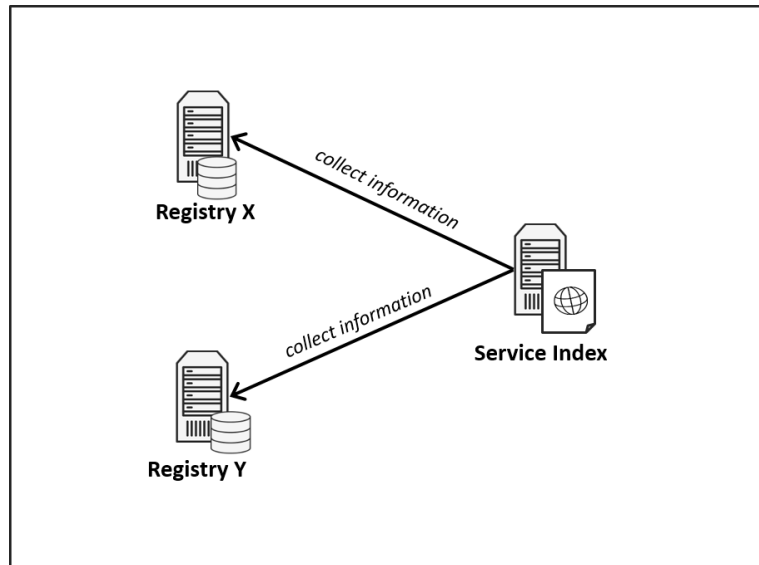 collect information
Registry X
collect information
Service Index
Registry Y